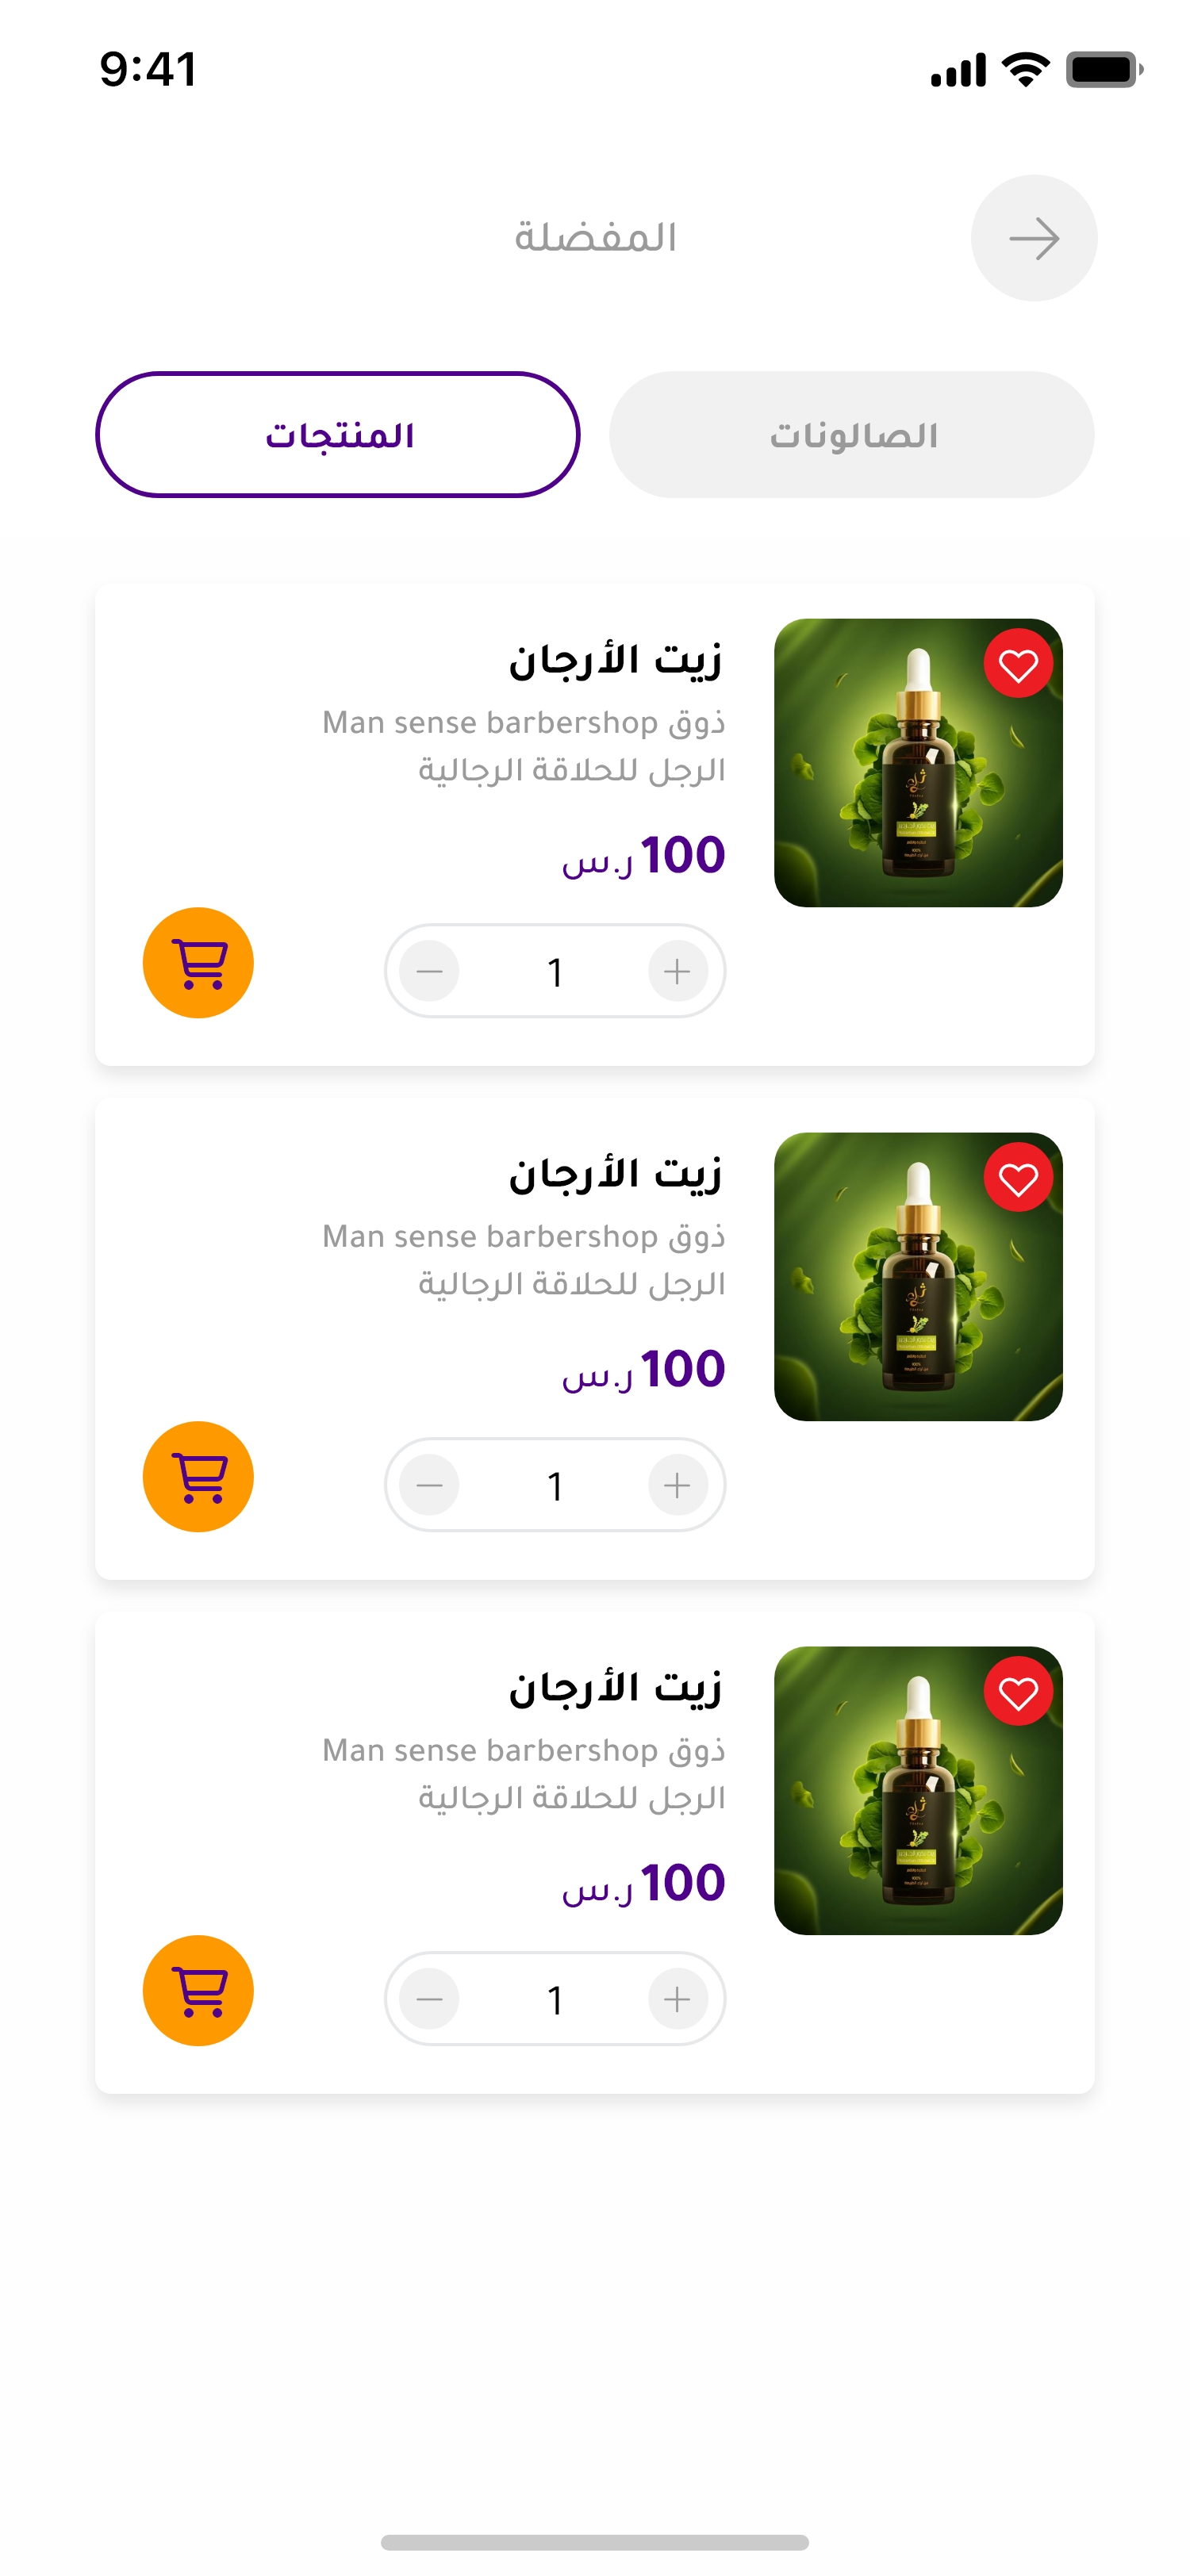 9:41
المفضلة
الصالونات
المنتجات
زيت الأرجان
ذوق Man sense barbershop
الرجل للحلاقة الرجالية
100 ر.س
1
زيت الأرجان
ذوق Man sense barbershop
الرجل للحلاقة الرجالية
100 ر.س
1
زيت الأرجان
ذوق Man sense barbershop
الرجل للحلاقة الرجالية
100 ر.س
1